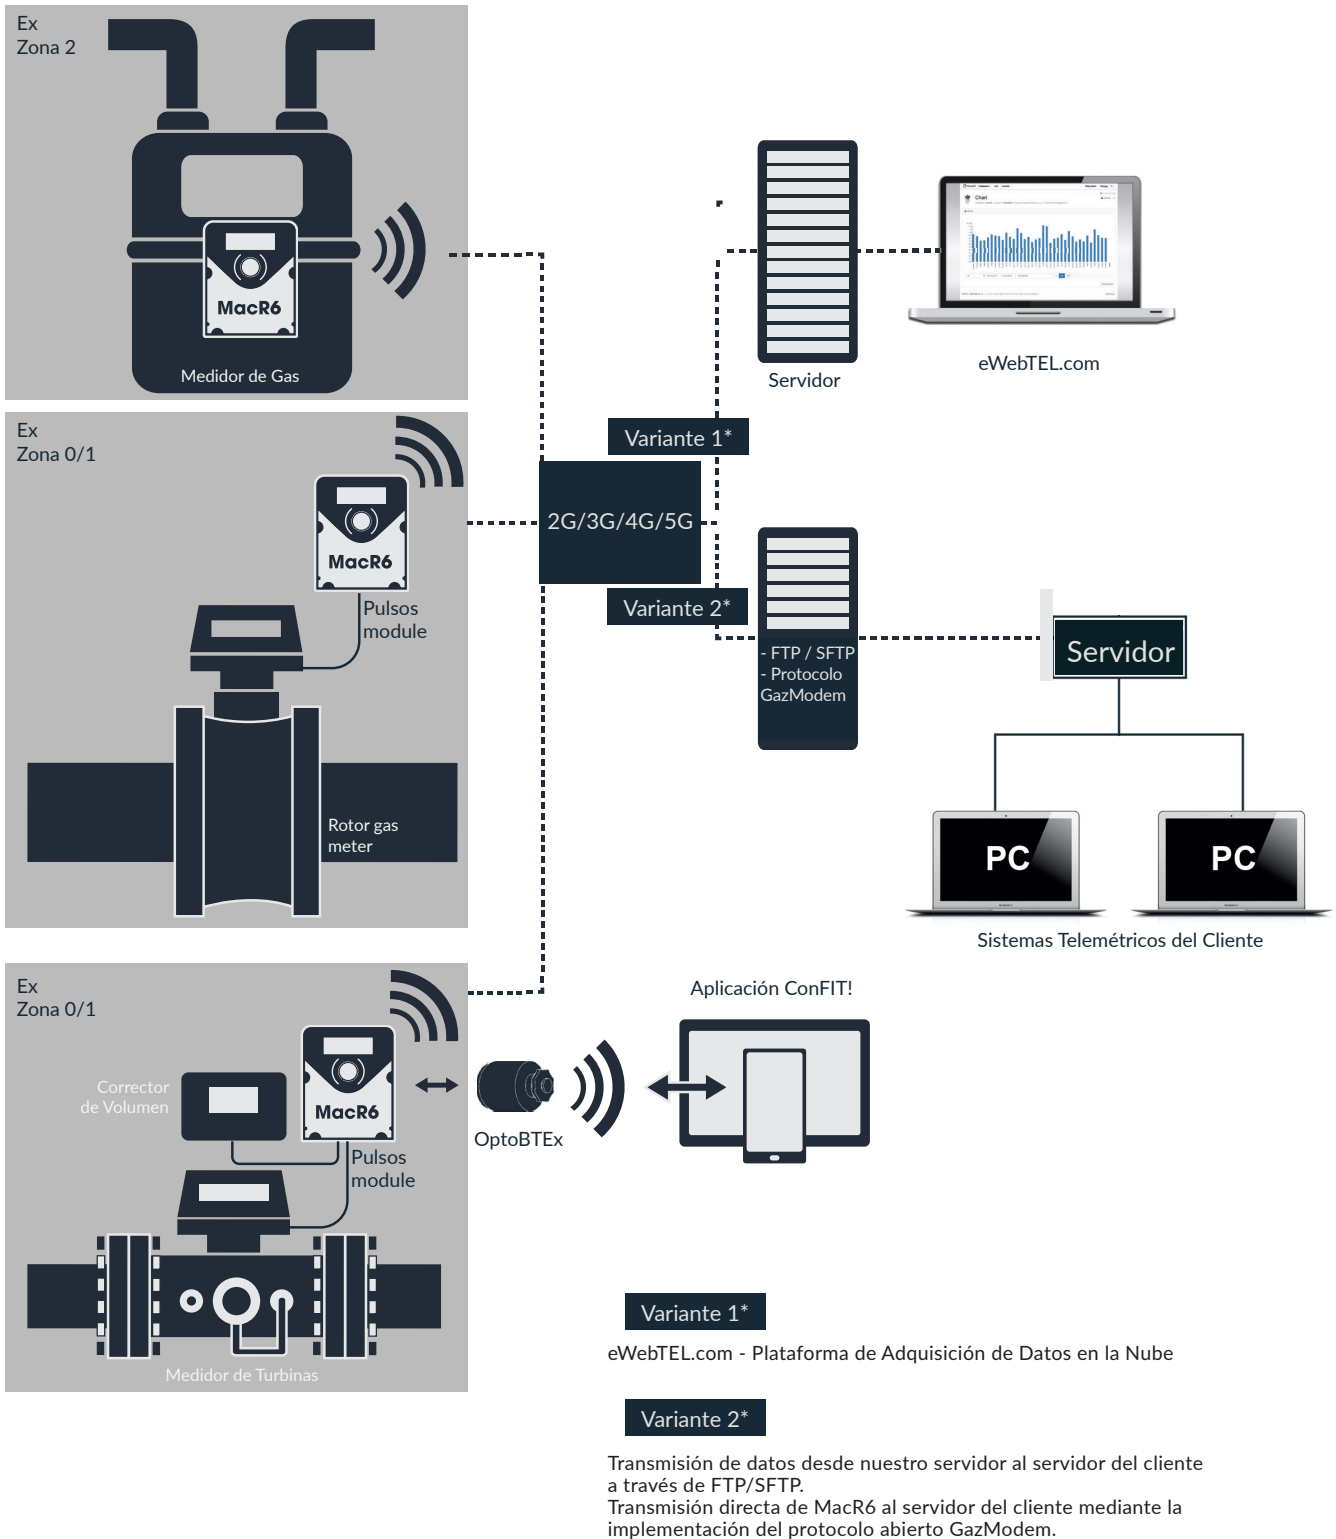 Ex
Zona 2
MacR6
Medidor de Gas
Servidor
Chart
eWebTEL.com
Ex
Zona 0/1
MacR6
Pulsos
module
Rotor gas
meter
Variante 1*
2G/3G/4G/5G
Variante 2*
- FTP / SFTP
- Protocolo
GazModem
Servidor
PC
PC
Sistemas Telemétricos del Cliente
Ex
Zona 0/1
Corrector
de Volumen
MacR6
Pulsos
module
Medidor de Turbinas
OptoBTEx
Aplicación ConFIT!
Variante 1*
eWebTEL.com - Plataforma de Adquisición de Datos en la Nube
Variante 2*
Transmisión de datos desde nuestro servidor al servidor del cliente
a través de FTP/SFTP.
Transmisión directa de MacR6 al servidor del cliente mediante la
implementación del protocolo abierto GazModem.